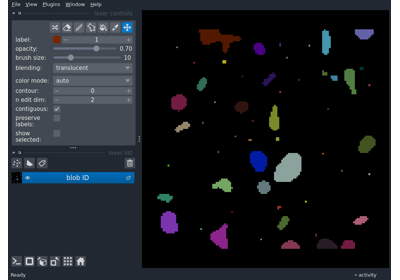 File View Plugins Window Help
layer controls
label: 1
opacity: 0.70
brush size: 10
blending: translucent
color mode: auto
contour: 0
n edit dim: 2
contiguous:
preserve labels:
show selected:
layer list
blob ID
Ready
activity